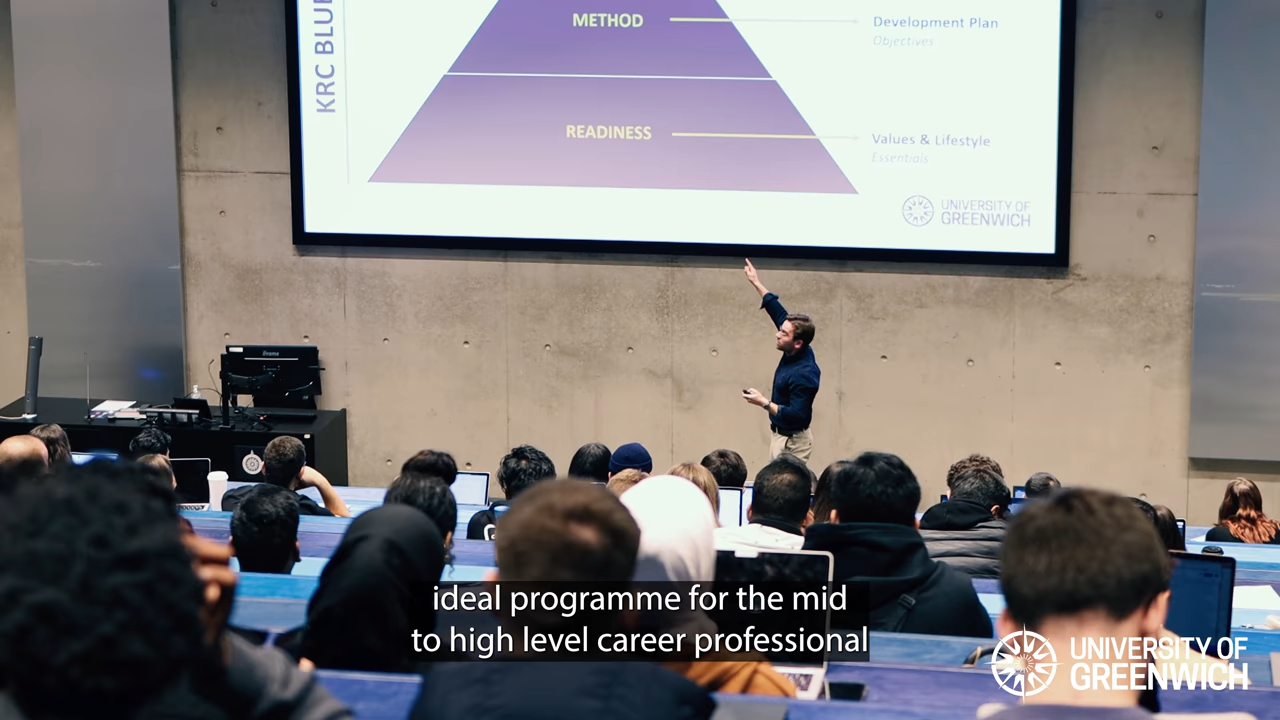 KRC BLUE
METHOD
Development Plan
Objectives
READINESS
Values & Lifestyle
Essentials
UNIVERSITY OF
GREENWICH
ideal programme for the mid
to high level career professional
UNIVERSITY OF
GREENWICH